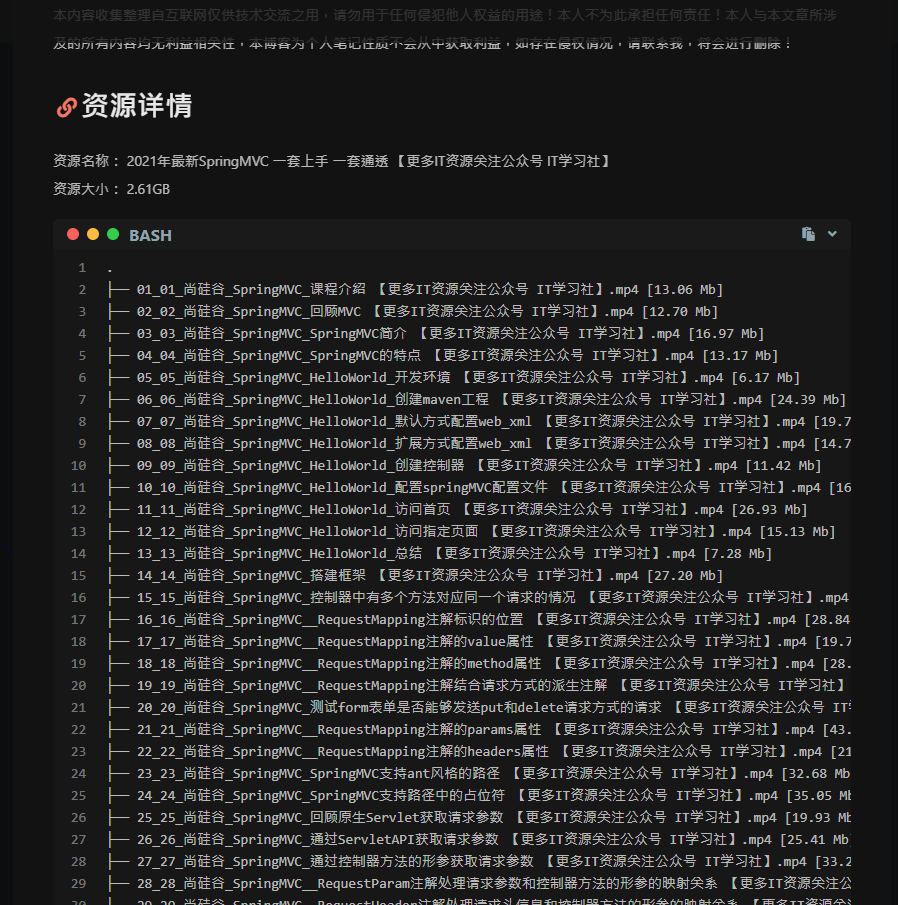 本内容收集整理自互联网仅供技术交流之用，请勿用于任何侵犯他人权益的用途！本人不为此承担任何责任！本人与本文章所涉
及的所有内容均无利益相关性，本博客为个人笔记性质不会从中获取利益，如存在侵权情况，请联系我，将会进行删除！
资源详情
资源名称： 2021年最新SpringMVC 一套上手 一套通透 【更多IT资源关注公众号 IT学习社】
资源大小： 2.61GB
BASH
1 .
2 ├── 01_01_尚硅谷_SpringMVC_课程介绍 【更多IT资源关注公众号 IT学习社】.mp4 [13.06 Mb]
3 ├── 02_02_尚硅谷_SpringMVC_回顾MVC 【更多IT资源关注公众号 IT学习社】.mp4 [12.70 Mb]
4 ├── 03_03_尚硅谷_SpringMVC_SpringMVC简介 【更多IT资源关注公众号 IT学习社】.mp4 [16.97 Mb]
5 ├── 04_04_尚硅谷_SpringMVC_SpringMVC的特点 【更多IT资源关注公众号 IT学习社】.mp4 [13.17 Mb]
6 ├── 05_05_尚硅谷_SpringMVC_HelloWorld_开发环境 【更多IT资源关注公众号 IT学习社】.mp4 [6.17 Mb]
7 ├── 06_06_尚硅谷_SpringMVC_HelloWorld_创建maven工程 【更多IT资源关注公众号 IT学习社】.mp4 [24.39 Mb]
8 ├── 07_07_尚硅谷_SpringMVC_HelloWorld_默认方式配置web_xml 【更多IT资源关注公众号 IT学习社】.mp4 [19.7
9 ├── 08_08_尚硅谷_SpringMVC_HelloWorld_扩展方式配置web_xml 【更多IT资源关注公众号 IT学习社】.mp4 [14.7
10 ├── 09_09_尚硅谷_SpringMVC_HelloWorld_创建控制器 【更多IT资源关注公众号 IT学习社】.mp4 [11.42 Mb]
11 ├── 10_10_尚硅谷_SpringMVC_HelloWorld_配置springMVC配置文件 【更多IT资源关注公众号 IT学习社】.mp4 [16
12 ├── 11_11_尚硅谷_SpringMVC_HelloWorld_访问首页 【更多IT资源关注公众号 IT学习社】.mp4 [26.93 Mb]
13 ├── 12_12_尚硅谷_SpringMVC_HelloWorld_访问指定页面 【更多IT资源关注公众号 IT学习社】.mp4 [15.13 Mb]
14 ├── 13_13_尚硅谷_SpringMVC_HelloWorld_总结 【更多IT资源关注公众号 IT学习社】.mp4 [7.28 Mb]
15 ├── 14_14_尚硅谷_SpringMVC_搭建框架 【更多IT资源关注公众号 IT学习社】.mp4 [27.20 Mb]
16 ├── 15_15_尚硅谷_SpringMVC_控制器中有多个方法对应同一个请求的情况 【更多IT资源关注公众号 IT学习社】.mp4
17 ├── 16_16_尚硅谷_SpringMVC__RequestMapping注解标识的位置 【更多IT资源关注公众号 IT学习社】.mp4 [28.84
18 ├── 17_17_尚硅谷_SpringMVC__RequestMapping注解的value属性 【更多IT资源关注公众号 IT学习社】.mp4 [19.7
19 ├── 18_18_尚硅谷_SpringMVC__RequestMapping注解的method属性 【更多IT资源关注公众号 IT学习社】.mp4 [28.
20 ├── 19_19_尚硅谷_SpringMVC__RequestMapping注解结合请求方式的派生注解 【更多IT资源关注公众号 IT学习社】
21 ├── 20_20_尚硅谷_SpringMVC_测试form表单是否能够发送put和delete请求方式的请求 【更多IT资源关注公众号 IT
22 ├── 21_21_尚硅谷_SpringMVC__RequestMapping注解的params属性 【更多IT资源关注公众号 IT学习社】.mp4 [43.
23 ├── 22_22_尚硅谷_SpringMVC__RequestMapping注解的headers属性 【更多IT资源关注公众号 IT学习社】.mp4 [21
24 ├── 23_23_尚硅谷_SpringMVC_SpringMVC支持ant风格的路径 【更多IT资源关注公众号 IT学习社】.mp4 [32.68 Mb
25 ├── 24_24_尚硅谷_SpringMVC_SpringMVC支持路径中的占位符 【更多IT资源关注公众号 IT学习社】.mp4 [35.05 Mb
26 ├── 25_25_尚硅谷_SpringMVC_回顾原生Servlet获取请求参数 【更多IT资源关注公众号 IT学习社】.mp4 [19.93 Mb
27 ├── 26_26_尚硅谷_SpringMVC_通过ServletAPI获取请求参数 【更多IT资源关注公众号 IT学习社】.mp4 [25.41 Mb
28 ├── 27_27_尚硅谷_SpringMVC_通过控制器方法的形参获取请求参数 【更多IT资源关注公众号 IT学习社】.mp4 [33.2
29 ├── 28_28_尚硅谷_SpringMVC__RequestParam注解处理请求参数和控制器方法的形参的映射关系 【更多IT资源关注公
30 ├── 29_29_尚硅谷_SpringMVC__RequestHeader注解处理请求头信息和控制器方法的形参的映射关系 【更多IT资源关